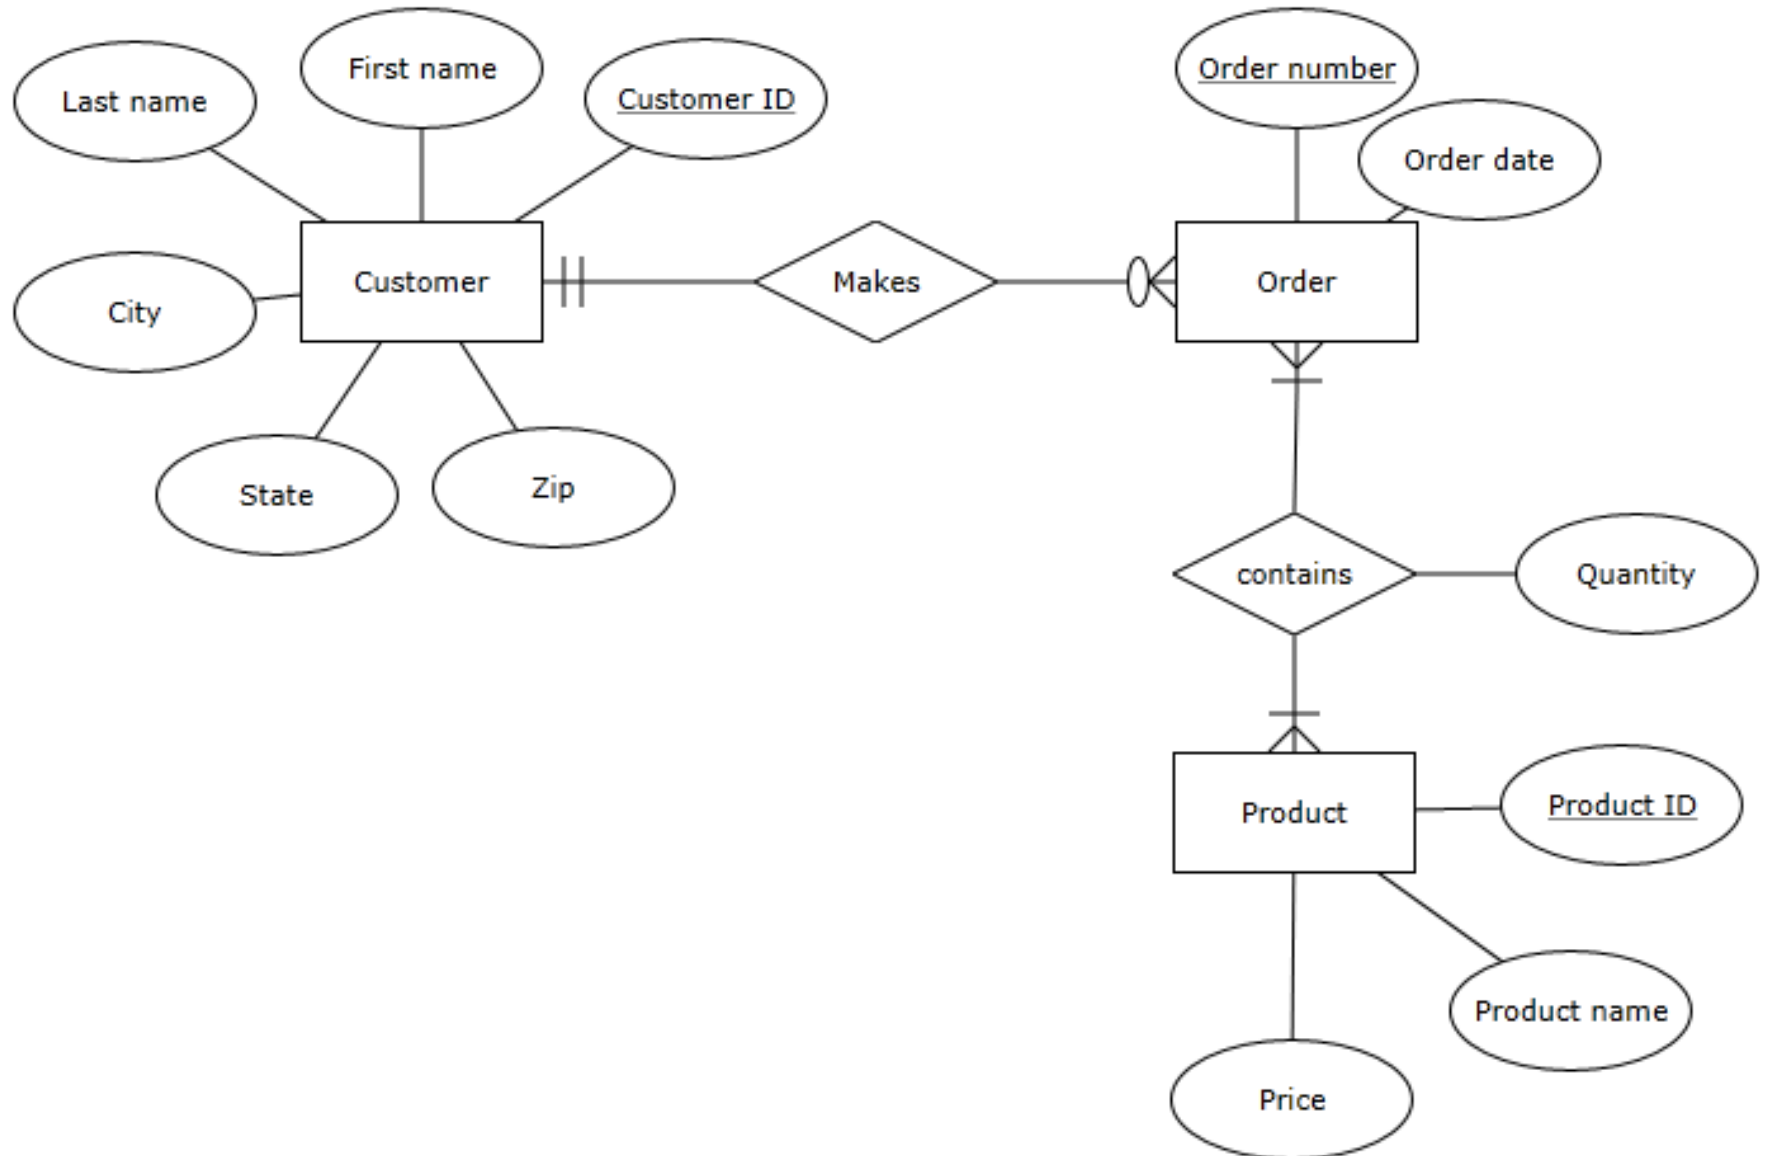 First name
Order number
Last name
Customer ID
Order date
Customer
Makes
Order
City
State
Zip
contains
Quantity
Product
Product ID
Product name
Price